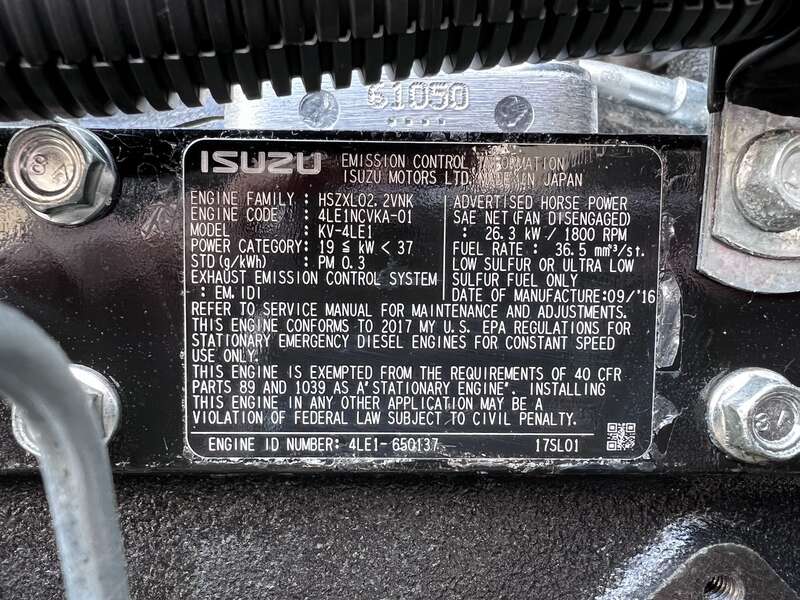 61050
ISUZU EMISSION CONTROL INFORMATION
ISUZU MOTORS LTD. MADE IN JAPAN
ENGINE FAMILY : HSZXL02. 2VNK
ENGINE CODE : 4LE1NCVKA-01
MODEL : KV-4LE1
POWER CATEGORY: 19 ≦ kW < 37
STD (g/kWh) : PM 0.3
EXHAUST EMISSION CONTROL SYSTEM
: EM, IDI
ADVERTISED HORSE POWER
SAE NET (FAN DISENGAGED)
: 26.3 kW / 1800 RPM
FUEL RATE : 36.5 mm³/st.
LOW SULFUR OR ULTRA LOW
SULFUR FUEL ONLY
DATE OF MANUFACTURE:09/'16
REFER TO SERVICE MANUAL FOR MAINTENANCE AND ADJUSTMENTS.
THIS ENGINE CONFORMS TO 2017 MY U.S. EPA REGULATIONS FOR
STATIONARY EMERGENCY DIESEL ENGINES FOR CONSTANT SPEED
USE ONLY.
THIS ENGINE IS EXEMPTED FROM THE REQUIREMENTS OF 40 CFR
PARTS 89 AND 1039 AS A"STATIONARY ENGINE". INSTALLING
THIS ENGINE IN ANY OTHER APPLICATION MAY BE A
VIOLATION OF FEDERAL LAW SUBJECT TO CIVIL PENALTY.
ENGINE ID NUMBER: 4LE1-650137 17SL01